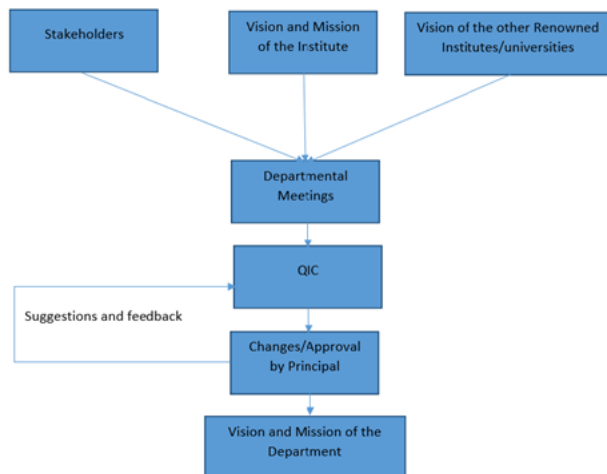 Stakeholders
Vision and Mission
of the Institute
Vision of the other Renowned
Institutes/universities
Departmental
Meetings
QIC
Suggestions and feedback
Changes/Approval
by Principal
Vision and Mission of the
Department